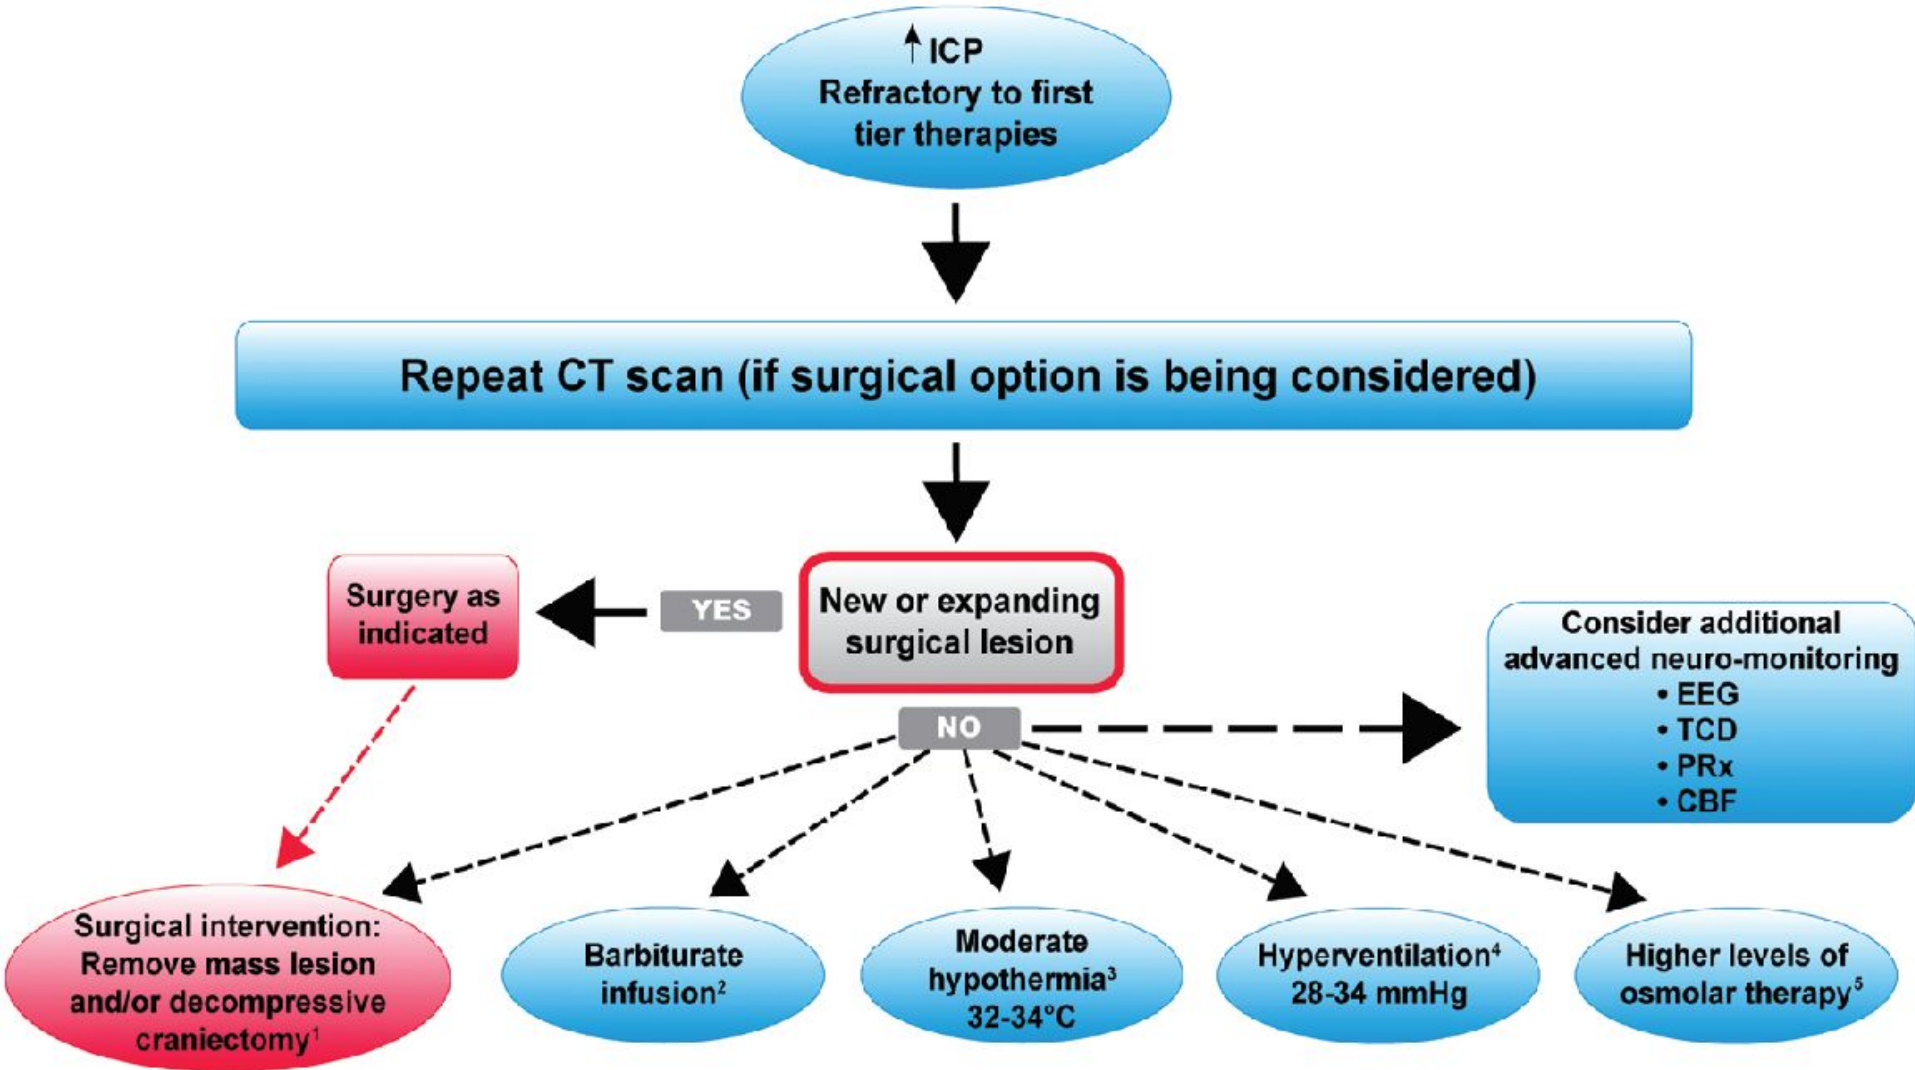 ↑ ICP
Refractory to first
tier therapies
Repeat CT scan (if surgical option is being considered)
Surgery as
indicated
YES
New or expanding
surgical lesion
NO
Consider additional
advanced neuro-monitoring
• EEG
• TCD
• PRx
• CBF
Surgical intervention:
Remove mass lesion
and/or decompressive
craniectomy¹
Barbiturate
infusion²
Moderate
hypothermia³
32-34°C
Hyperventilation⁴
28-34 mmHg
Higher levels of
osmolar therapy⁵